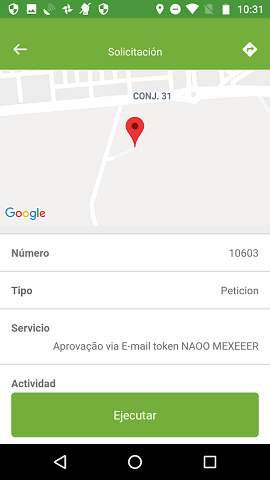 10:31
Solicitación
CONJ. 31
Google
Número 10603
Tipo Peticion
Servicio
Aprovação via E-mail token NAOO MEXEEER
Actividad
Ejecutar